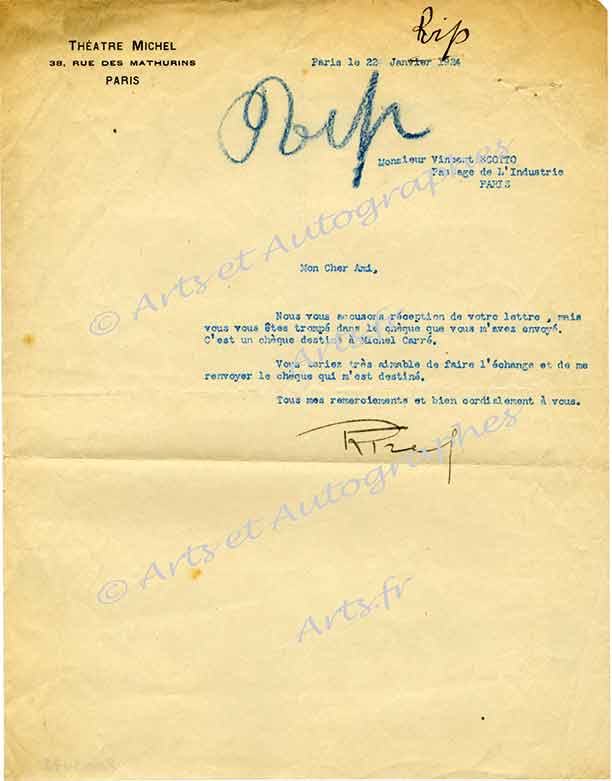 Rip
THÉATRE MICHEL
38, RUE DES MATHURINS
PARIS
Paris le 22 Janvier 1924
Rip
Monsieur Vincent SCOTTO
Passage de L'Industrie
PARIS
Mon Cher Ami,
Nous vous accusons réception de votre lettre , mais
vous vous êtes trompé dans le chèque que vous m'avez envoyé.
C'est un chèque destiné à Michel Carré.
Vous seriez très aimable de faire l'échange et de me
renvoyer le chèque qui m'est destiné.
Tous mes remerciements et bien cordialement à vous.
© Arts et Autographes
Arts.fr
© Arts et Autographes
Arts.fr